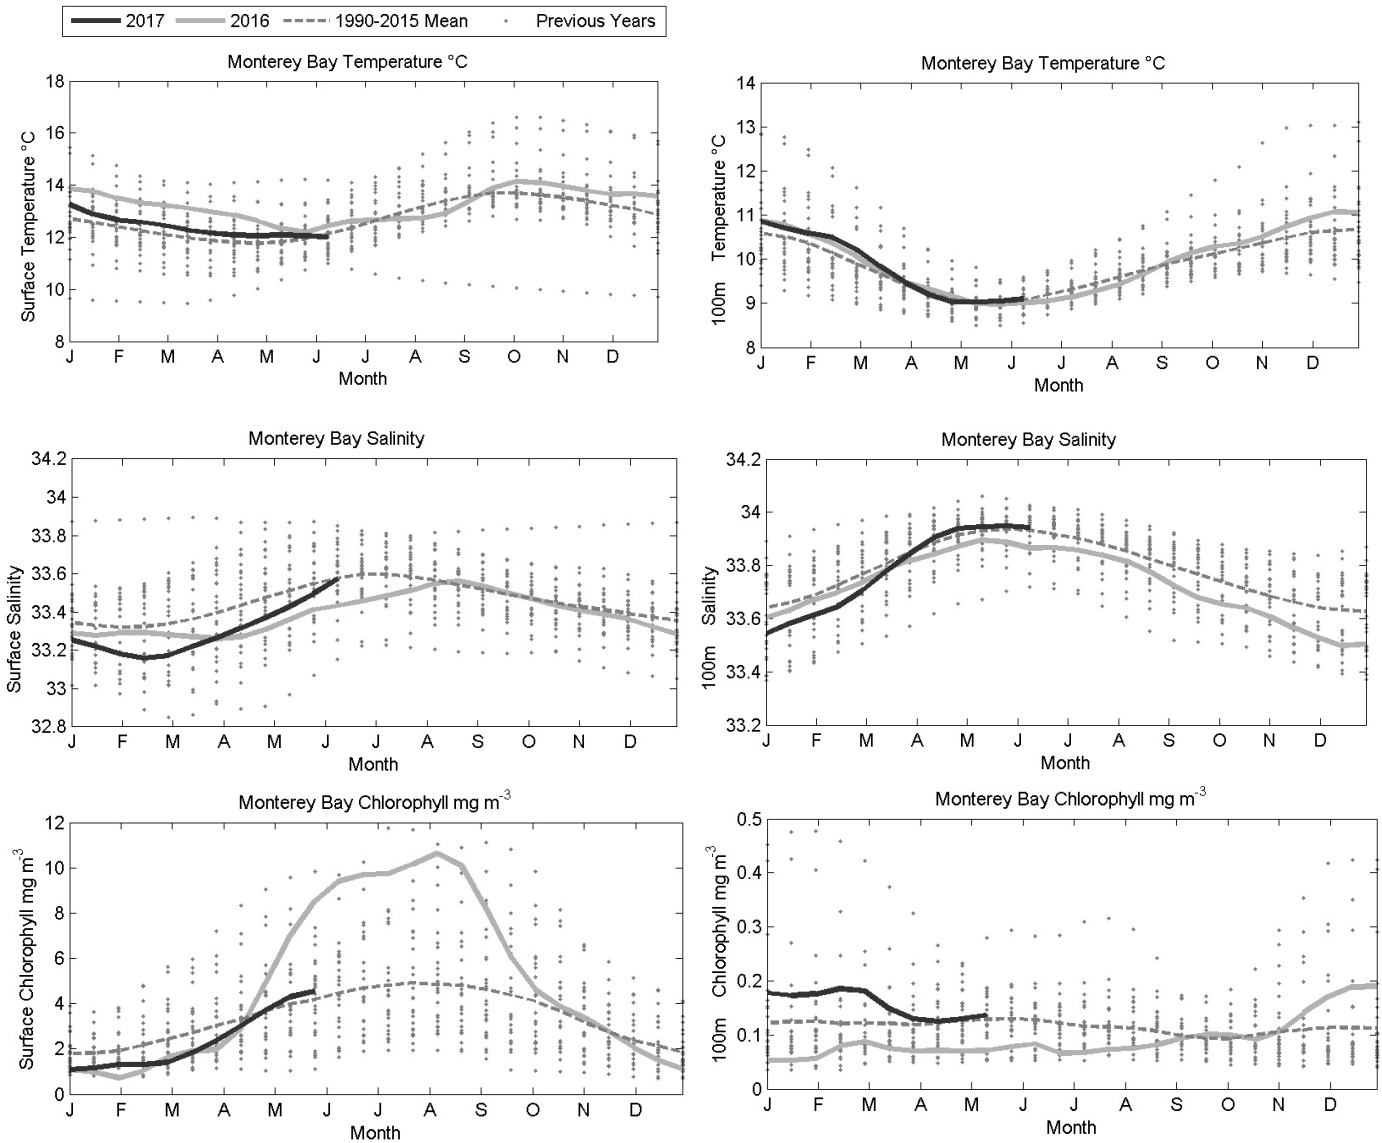 2017 2016 1990-2015 Mean Previous Years
Monterey Bay Temperature °C
18
16
14
12
10
8
Surface Temperature °C
J F M A M J J A S O N D
Month
Monterey Bay Temperature °C
14
13
12
11
10
9
8
100m Temperature °C
J F M A M J J A S O N D
Month
Monterey Bay Salinity
34.2
34
33.8
33.6
33.4
33.2
33
32.8
Surface Salinity
J F M A M J J A S O N D
Month
Monterey Bay Salinity
34.2
34
33.8
33.6
33.4
33.2
100m Salinity
J F M A M J J A S O N D
Month
Monterey Bay Chlorophyll mg m-3
12
10
8
6
4
2
0
Surface Chlorophyll mg m-3
J F M A M J J A S O N D
Month
Monterey Bay Chlorophyll mg m-3
0.5
0.4
0.3
0.2
0.1
0
100m Chlorophyll mg m-3
J F M A M J J A S O N D
Month